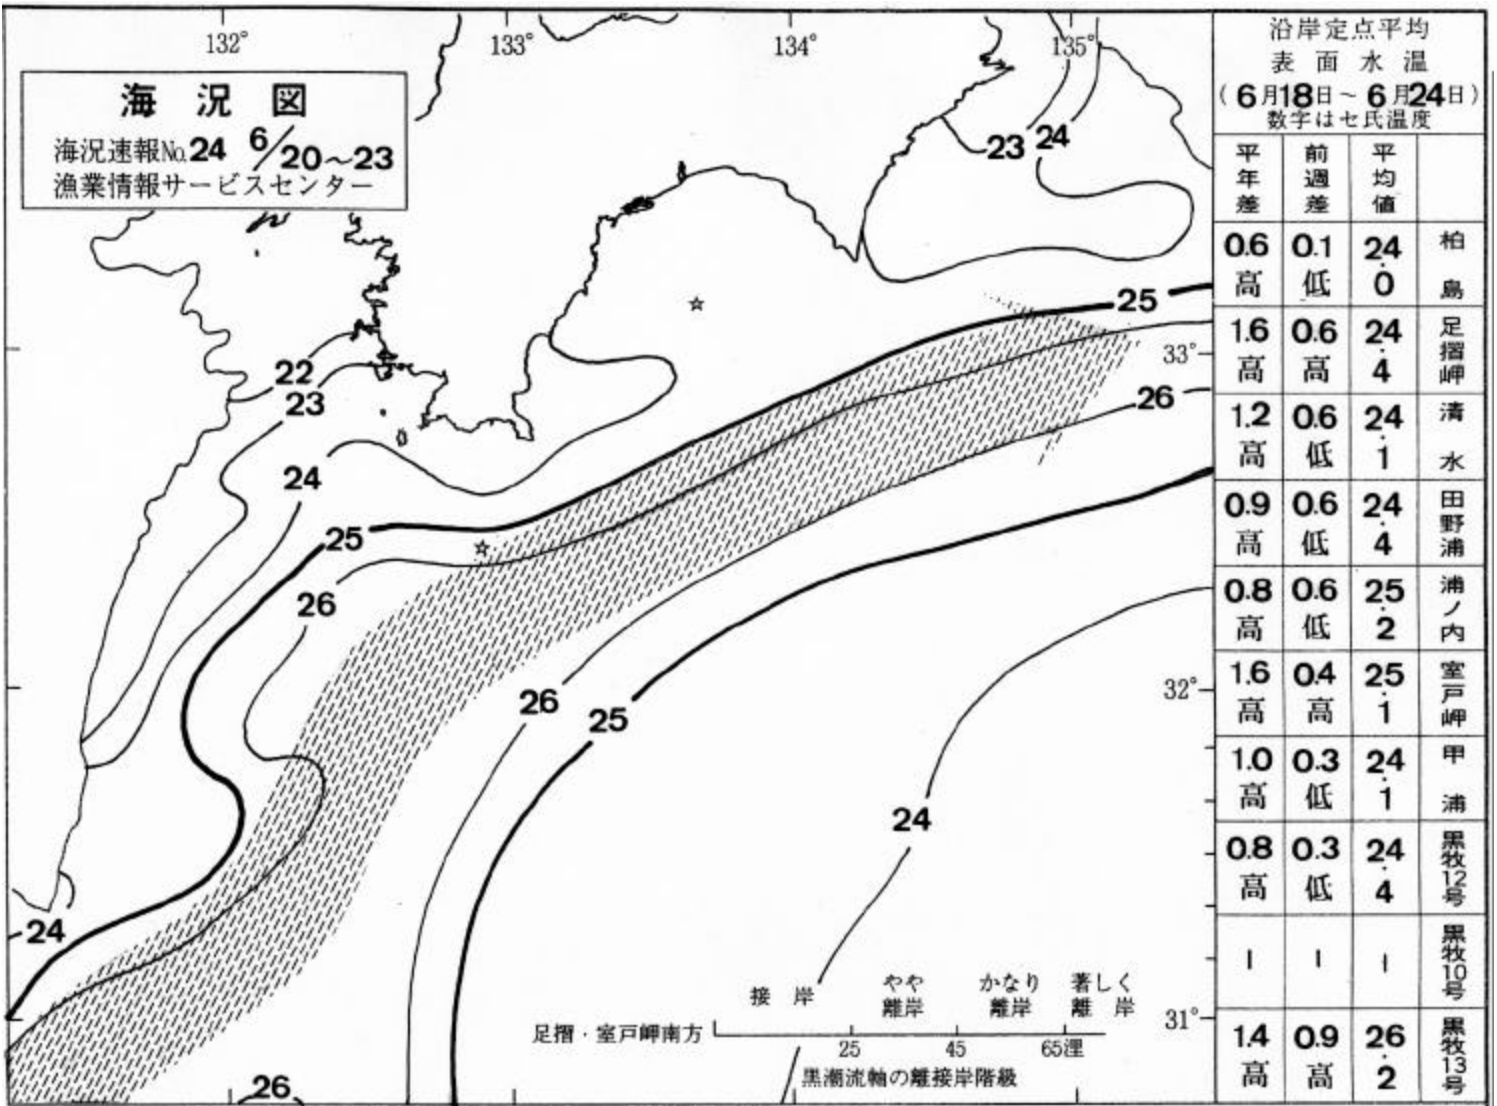 132°
133°
134°
135°
海況図
海況速報No.24 6/20~23
漁業情報サービスセンター
23
24
25
33°
26
22
23
24
25
26
32°
26
25
24
24
26
31°
接岸
やや離岸
かなり離岸
著しく離岸
足摺・室戸岬南方
25 45 65浬
黒潮流軸の離接岸階級
沿岸定点平均
表面水温
(6月18日~6月24日)
数字はセ氏温度
平年差 前週差 平均値
0.6高 0.1低 24.0 柏島
1.6高 0.6高 24.4 足摺岬
1.2高 0.6低 24.1 清水
0.9高 0.6低 24.4 田野浦
0.8高 0.6低 25.2 浦ノ内
1.6高 0.4高 25.1 室戸岬
1.0高 0.3低 24.1 甲浦
0.8高 0.3低 24.4 黒牧12号
ー ー ー 黒牧10号
1.4高 0.9高 26.2 黒牧13号